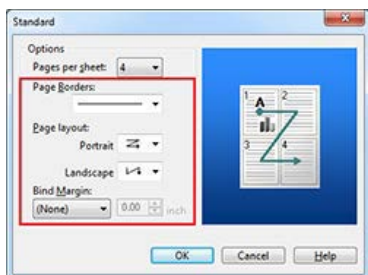 Standard
Options
Pages per sheet: 4
Page Borders:
Page layout:
Portrait
Landscape
Bind Margin:
(None) 0.00 inch
1 2
A
3 4
OK Cancel Help